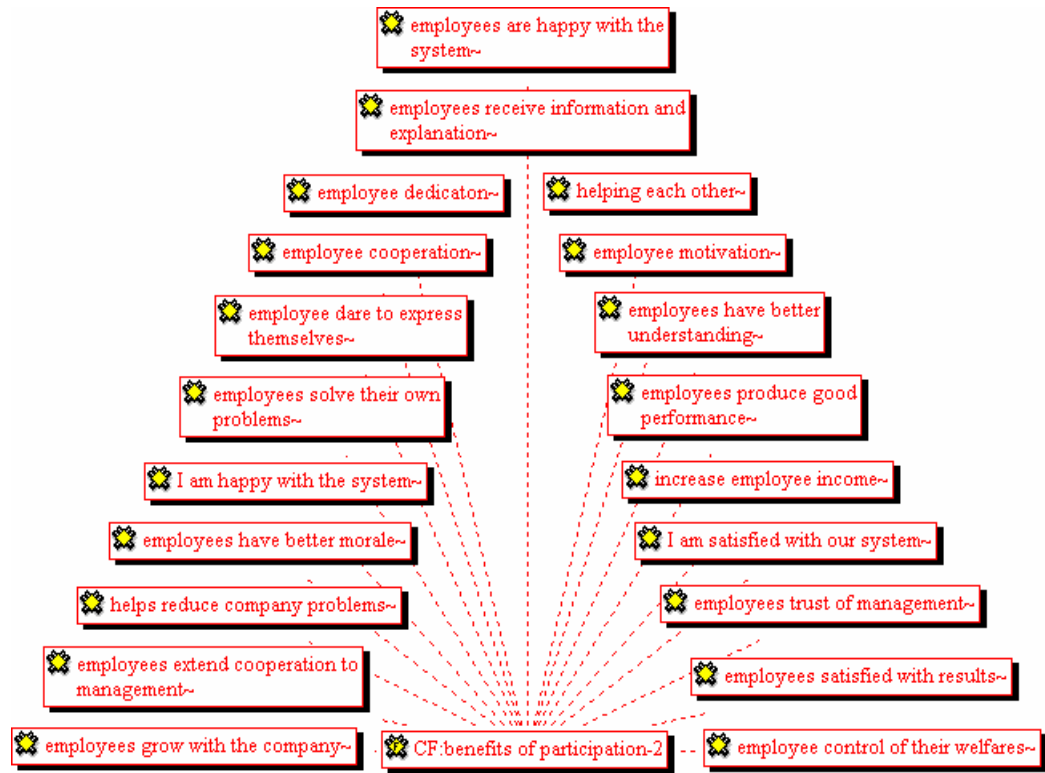 employees are happy with the
system~
employees receive information and
explanation~
employee dedicaton~
helping each other~
employee cooperation~
employee motivation~
employee dare to express
themselves~
employees have better
understanding~
employees solve their own
problems~
employees produce good
performance~
I am happy with the system~
increase employee income~
employees have better morale~
I am satisfied with our system~
helps reduce company problems~
employees trust of management~
employees extend cooperation to
management~
employees satisfied with results~
employees grow with the company~
CF:benefits of participation-2
employee control of their welfares~